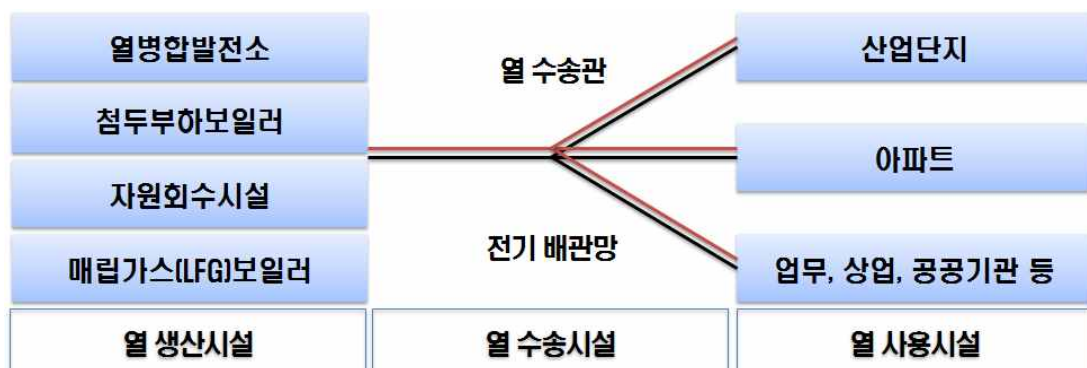 열병합발전소
첨두부하보일러
자원회수시설
매립가스(LFG)보일러
열 생산시설
열 수송관
전기 배관망
열 수송시설
산업단지
아파트
업무, 상업, 공공기관 등
열 사용시설